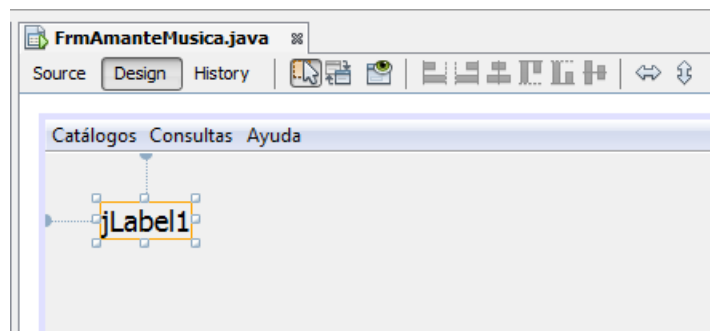 FrmAmanteMusica.java
Source Design History
Catálogos Consultas Ayuda
jLabel1